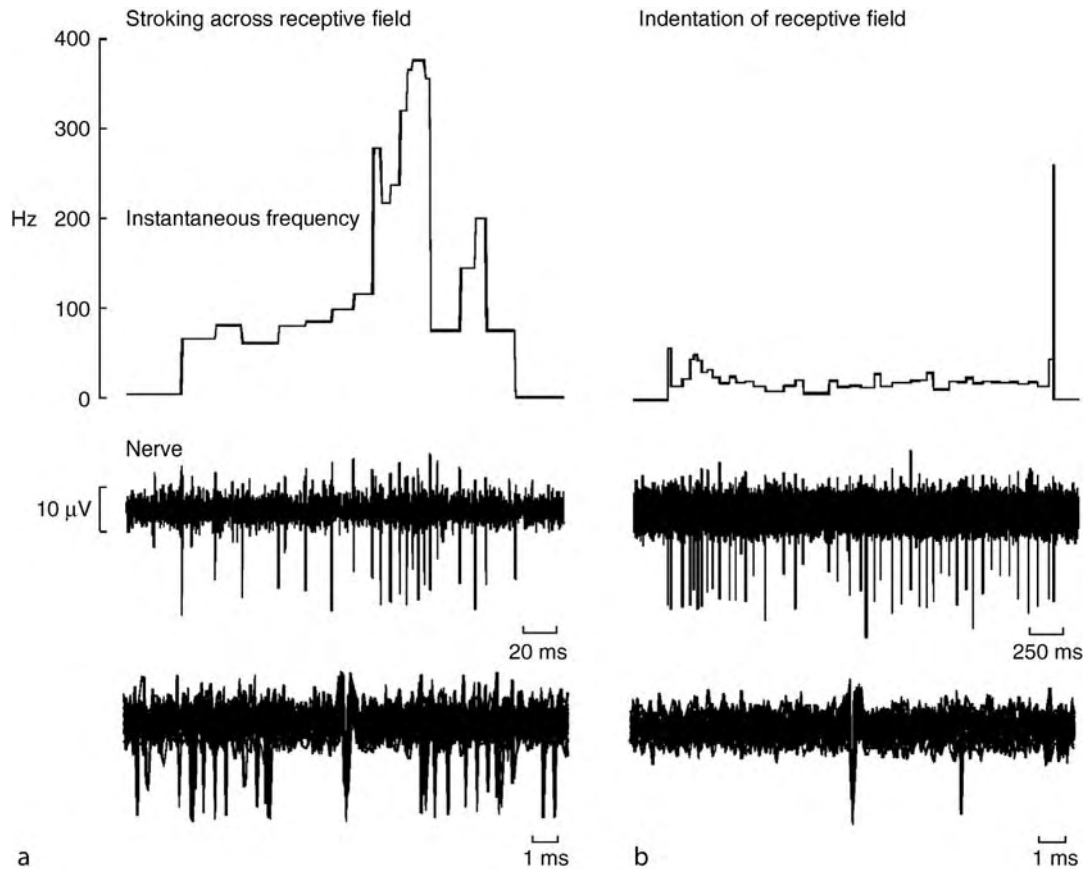 Stroking across receptive field
Indentation of receptive field
400
300
Hz
200
Instantaneous frequency
100
0
Nerve
10 μV
20 ms
250 ms
a
1 ms
b
1 ms